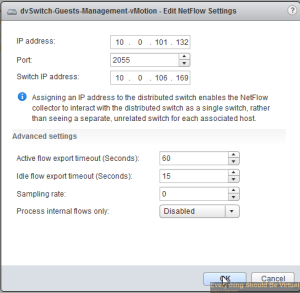 dvSwitch-Guests-Management-vMotion - Edit NetFlow Settings
IP address: 10 . 0 . 101 . 132
Port: 2055
Switch IP address: 10 . 0 . 106 . 169
Assigning an IP address to the distributed switch enables the NetFlow
collector to interact with the distributed switch as a single switch, rather
than seeing a separate, unrelated switch for each associated host.
Advanced settings
Active flow export timeout (Seconds): 60
Idle flow export timeout (Seconds): 15
Sampling rate: 0
Process internal flows only: Disabled
OK Cancel
Everything Should Be Virtual